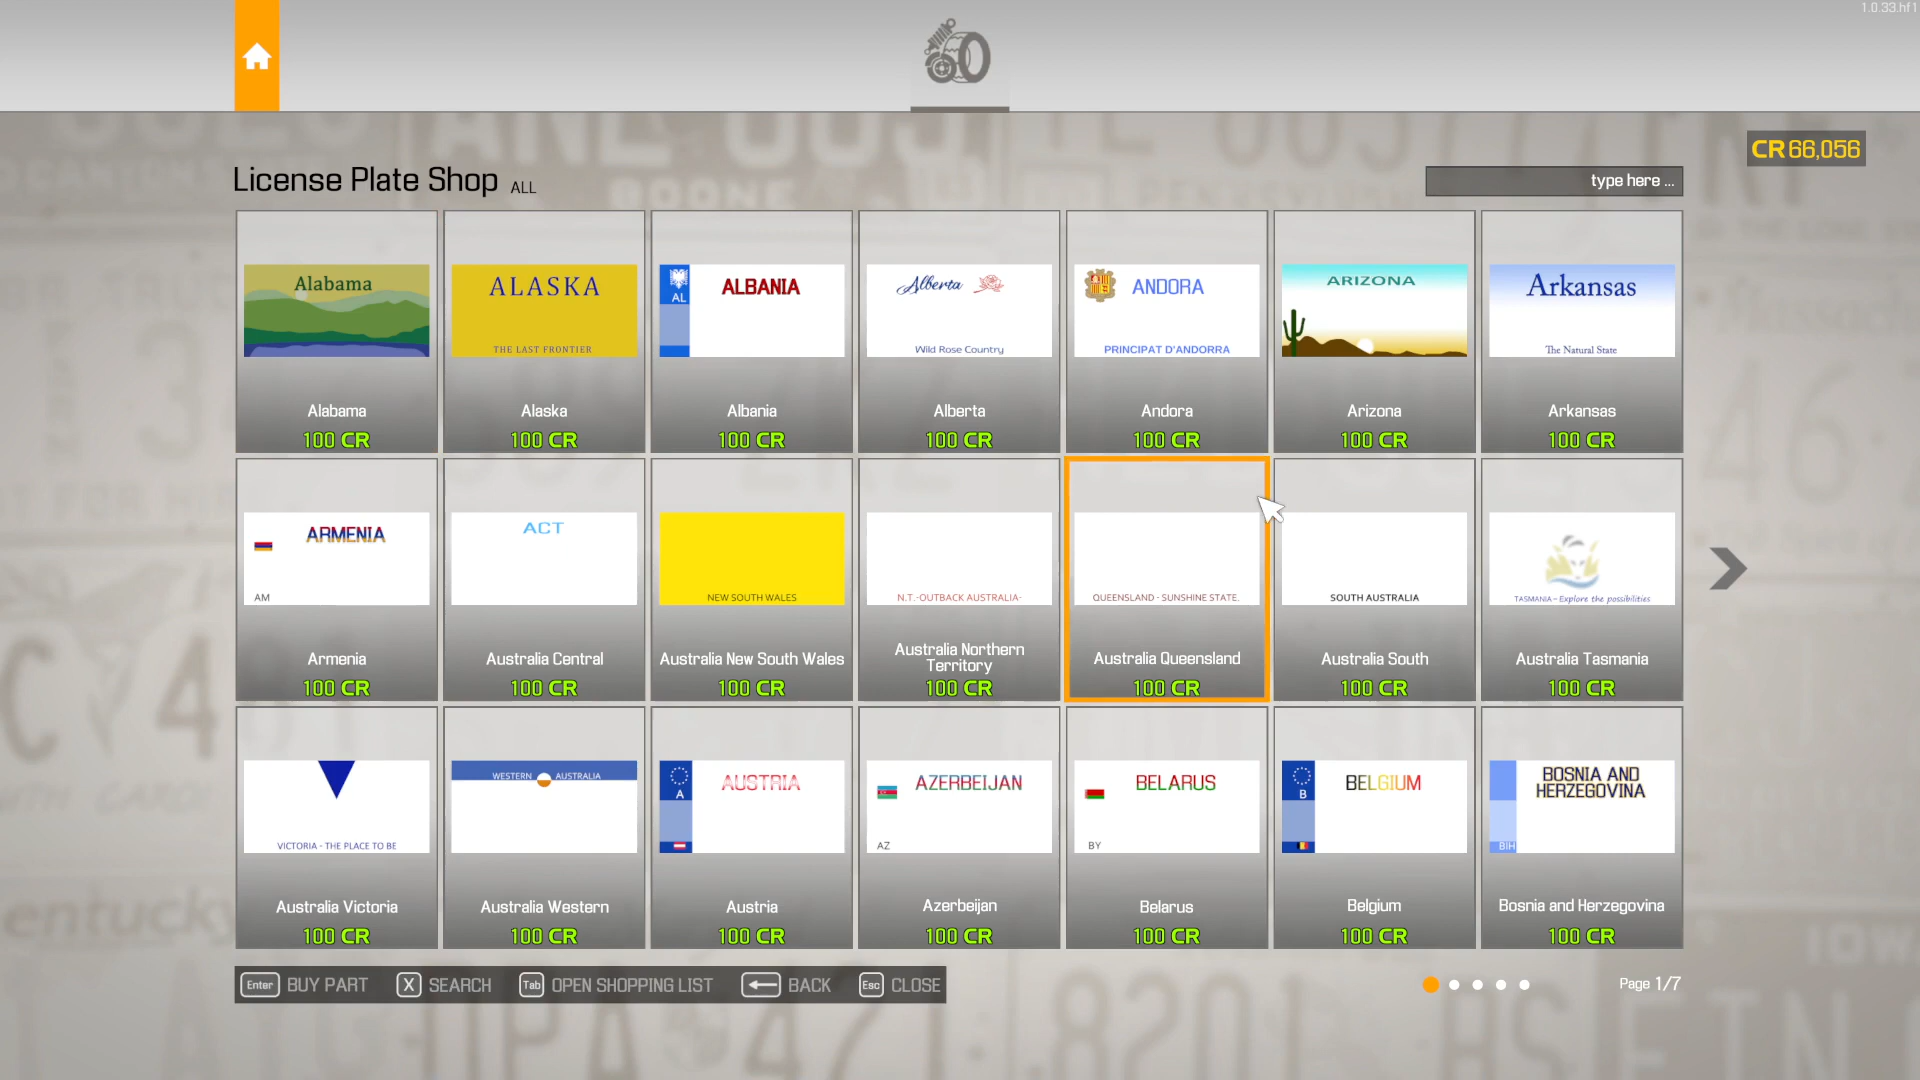 1.0.33.hf1
CR 66,056
License Plate Shop ALL
type here ...
Alabama
ALASKA
THE LAST FRONTIER
AL
ALBANIA
Alberta
Wild Rose Country
ANDORA
PRINCIPAT D'ANDORRA
ARIZONA
Arkansas
The Natural State
Alabama
100 CR
Alaska
100 CR
Albania
100 CR
Alberta
100 CR
Andora
100 CR
Arizona
100 CR
Arkansas
100 CR
ARMENIA
AM
ACT
NEW SOUTH WALES
N.T.-OUTBACK AUSTRALIA-
QUEENSLAND - SUNSHINE STATE.
SOUTH AUSTRALIA
TASMANIA – Explore the possibilities
Armenia
100 CR
Australia Central
100 CR
Australia New South Wales
100 CR
Australia Northern
Territory
100 CR
Australia Queensland
100 CR
Australia South
100 CR
Australia Tasmania
100 CR
VICTORIA - THE PLACE TO BE
WESTERN AUSTRALIA
A
AUSTRIA
AZERBEIJAN
AZ
BELARUS
BY
B
BELGIUM
BOSNIA AND
HERZEGOVINA
BIH
Australia Victoria
100 CR
Australia Western
100 CR
Austria
100 CR
Azerbeijan
100 CR
Belarus
100 CR
Belgium
100 CR
Bosnia and Herzegovina
100 CR
Enter BUY PART X SEARCH Tab OPEN SHOPPING LIST BACK Esc CLOSE
Page 1/7